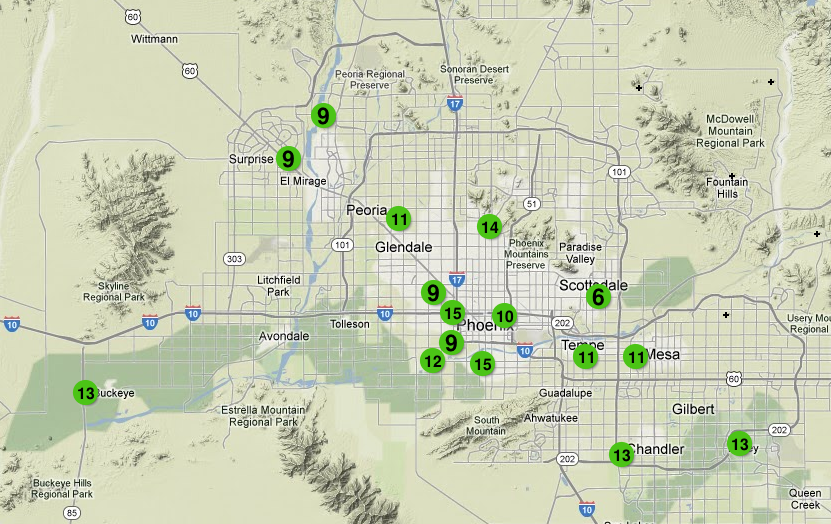 60
Wittmann
60
Peoria Regional
Preserve
Sonoran Desert
Preserve
17
9
McDowell
Mountain
Regional Park
Surprise
9
El Mirage
101
Fountain
Hills
Peoria
11
51
14
Glendale
101
Phoenix
Mountains
Preserve
Paradise
Valley
303
Skyline
Regional Park
Litchfield
Park
17
Scottsdale
9
6
10
10
10
10
15
10
Phoenix
202
Usery Mou
Regional
Tolleson
Avondale
9
10
Tempe
12
15
11
11
Mesa
60
13
Buckeye
Guadalupe
Estrella Mountain
Regional Park
South
Mountain
Ahwatukee
Gilbert
202
13
Chandler
13
ey
202
Buckeye Hills
Regional Park
85
10
Queen
Creek